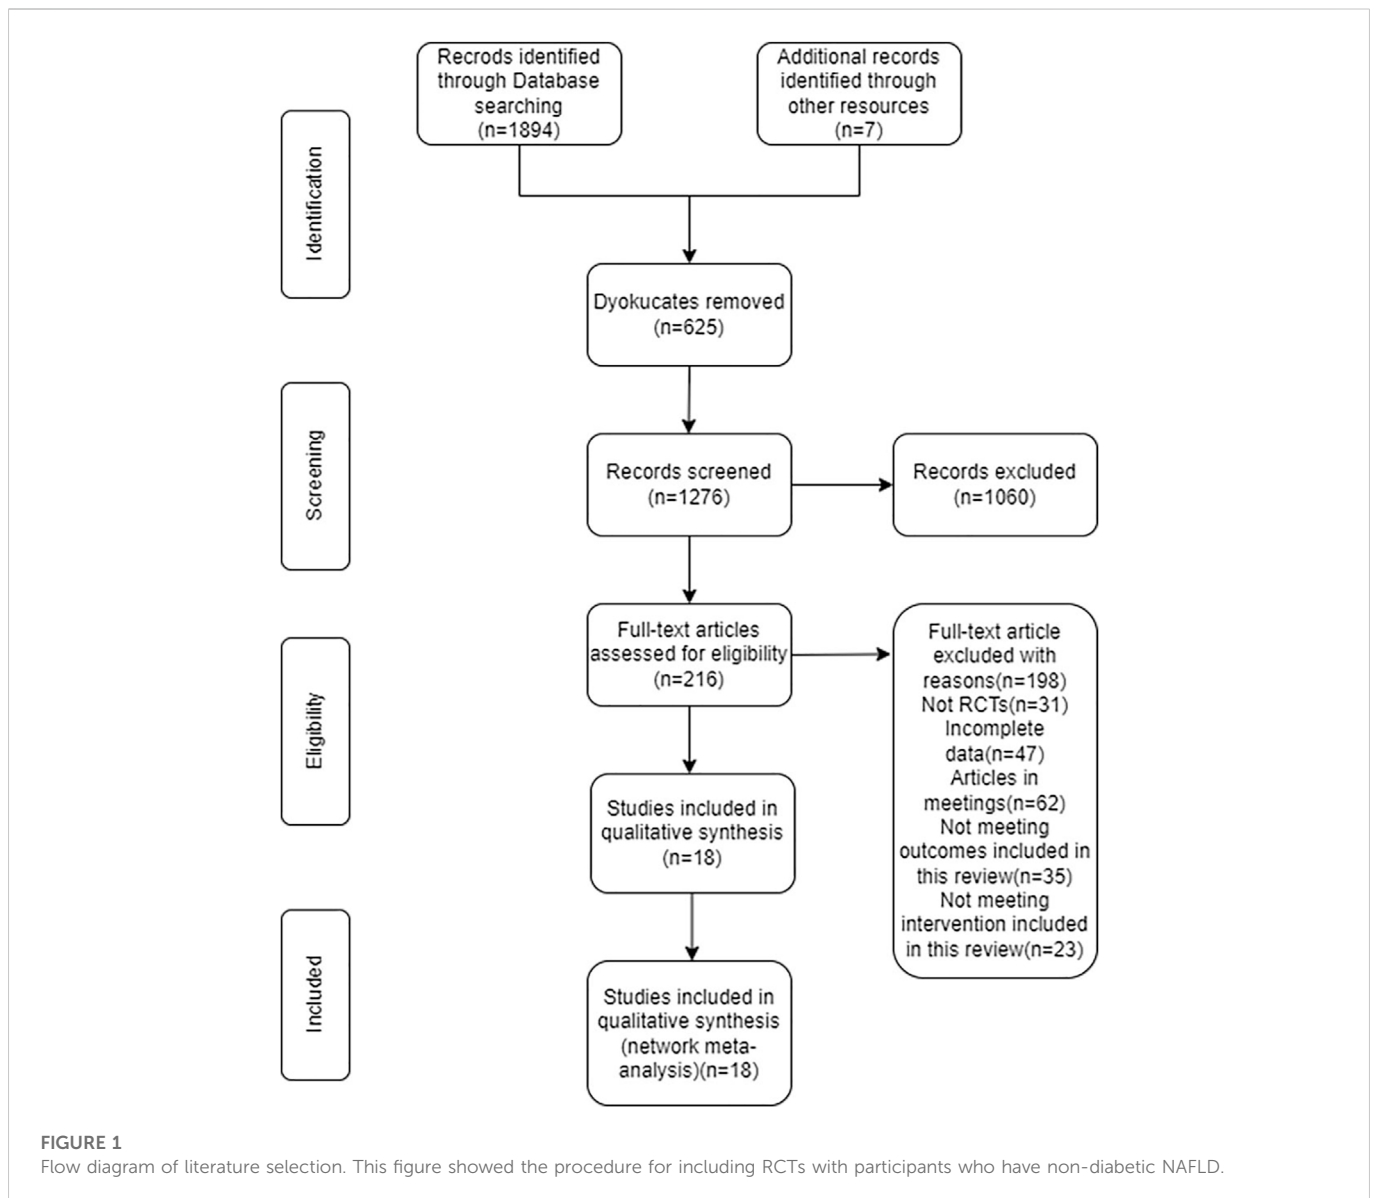 Recrods identified
through Database
searching
(n=1894)
Additional records
identified through
other resources
(n=7)
Identification
Dyokucates removed
(n=625)
Screening
Records screened
(n=1276)
Records excluded
(n=1060)
Eligibility
Full-text articles
assessed for eligibility
(n=216)
Full-text article
excluded with
reasons(n=198)
Not RCTs(n=31)
Incomplete
data(n=47)
Articles in
meetings(n=62)
Not meeting
outcomes included in
this review(n=35)
Not meeting
intervention included
in this review(n=23)
Studies included in
qualitative synthesis
(n=18)
Included
Studies included in
qualitative synthesis
(network meta-
analysis)(n=18)
FIGURE 1
Flow diagram of literature selection. This figure showed the procedure for including RCTs with participants who have non-diabetic NAFLD.